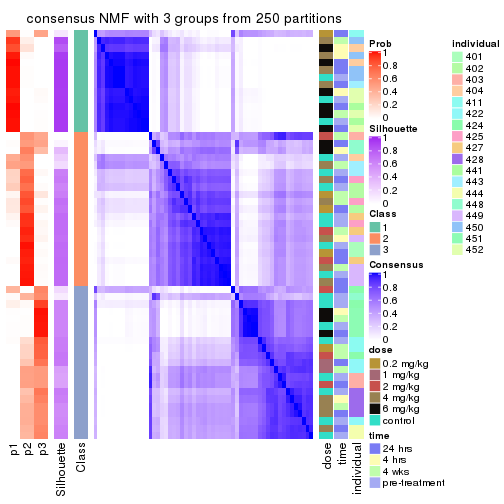 consensus NMF with 3 groups from 250 partitions
Prob
1
0.8
0.6
0.4
0.2
0
Silhouette
1
0.8
0.6
0.4
0.2
0
Class
1
2
3
Consensus
1
0.8
0.6
0.4
0.2
0
dose
0.2 mg/kg
1 mg/kg
2 mg/kg
4 mg/kg
6 mg/kg
control
time
24 hrs
4 hrs
4 wks
pre-treatment
individual
401
402
403
404
411
422
424
425
427
428
441
443
444
448
449
450
451
452
p1
p2
p3
Silhouette
Class
dose
time
individual